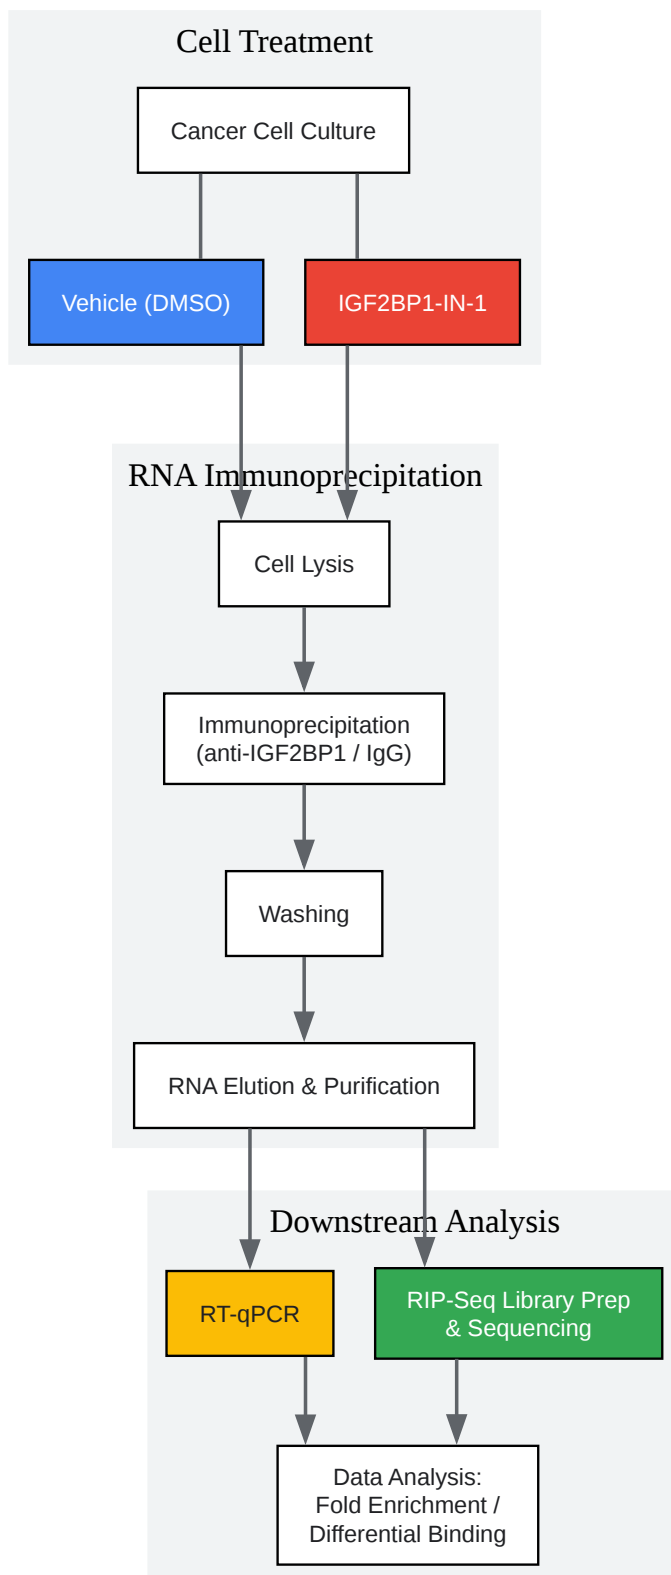 Cell Treatment
Cancer Cell Culture
Vehicle (DMSO)
IGF2BP1-IN-1
RNA Immunoprecipitation
Cell Lysis
Immunoprecipitation
(anti-IGF2BP1 / IgG)
Washing
RNA Elution & Purification
Downstream Analysis
RT-qPCR
RIP-Seq Library Prep
& Sequencing
Data Analysis:
Fold Enrichment /
Differential Binding